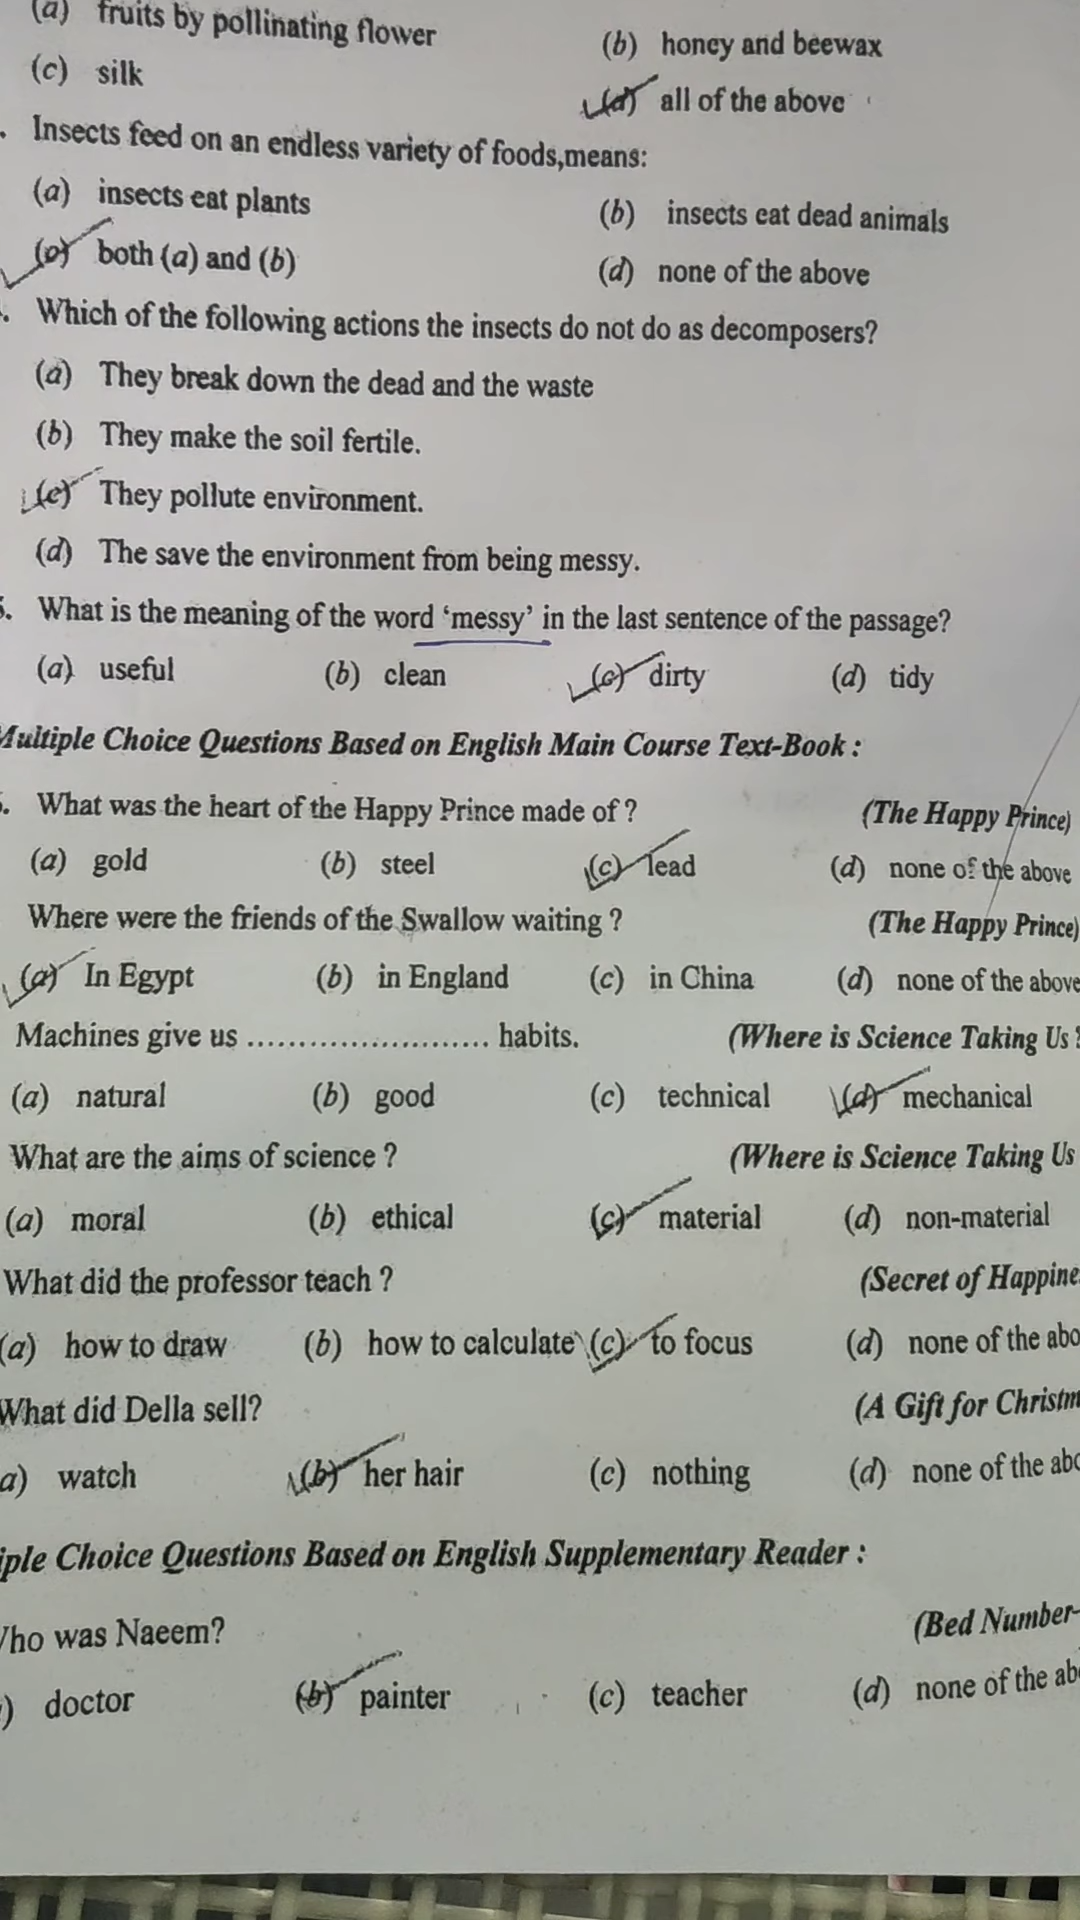 (a) fruits by pollinating flower (b) honey and beewax
(c) silk (d) all of the above
. Insects feed on an endless variety of foods,means:
(a) insects eat plants (b) insects eat dead animals
(c) both (a) and (b) (d) none of the above
. Which of the following actions the insects do not do as decomposers?
(a) They break down the dead and the waste
(b) They make the soil fertile.
(c) They pollute environment.
(d) The save the environment from being messy.
5. What is the meaning of the word ‘messy’ in the last sentence of the passage?
(a) useful (b) clean (c) dirty (d) tidy
Multiple Choice Questions Based on English Main Course Text-Book :
. What was the heart of the Happy Prince made of ? (The Happy Prince)
(a) gold (b) steel (c) lead (d) none of the above
Where were the friends of the Swallow waiting ? (The Happy Prince)
(a) In Egypt (b) in England (c) in China (d) none of the above
Machines give us ........................ habits. (Where is Science Taking Us ?
(a) natural (b) good (c) technical (d) mechanical
What are the aims of science ? (Where is Science Taking Us
(a) moral (b) ethical (c) material (d) non-material
What did the professor teach ? (Secret of Happine
(a) how to draw (b) how to calculate (c) to focus (d) none of the abo
What did Della sell? (A Gift for Christm
a) watch (b) her hair (c) nothing (d) none of the abo
iple Choice Questions Based on English Supplementary Reader :
ho was Naeem? (Bed Number-
) doctor (b) painter (c) teacher (d) none of the ab